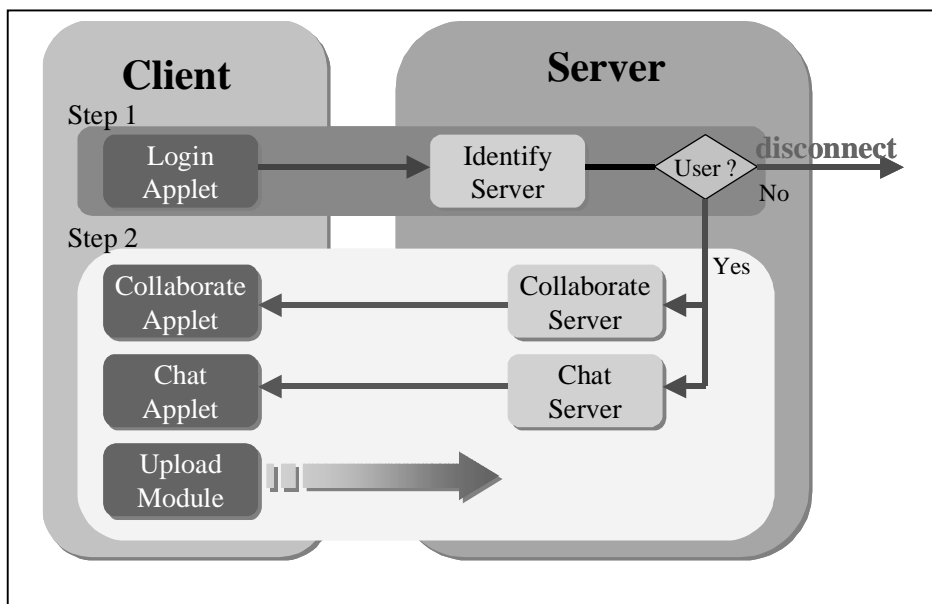 Client
Server
Step 1
Login
Applet
Identify
Server
User ?
disconnect
No
Step 2
Yes
Collaborate
Applet
Collaborate
Server
Chat
Applet
Chat
Server
Upload
Module